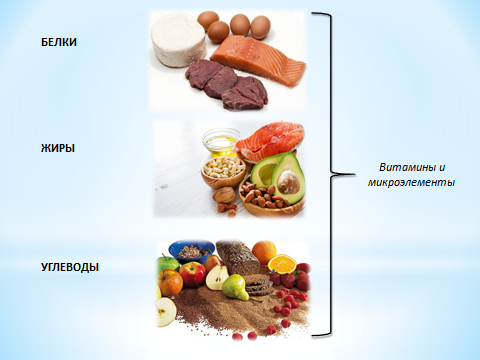 БЕЛКИ
ЖИРЫ
Витамины и
микроэлементы
УГЛЕВОДЫ